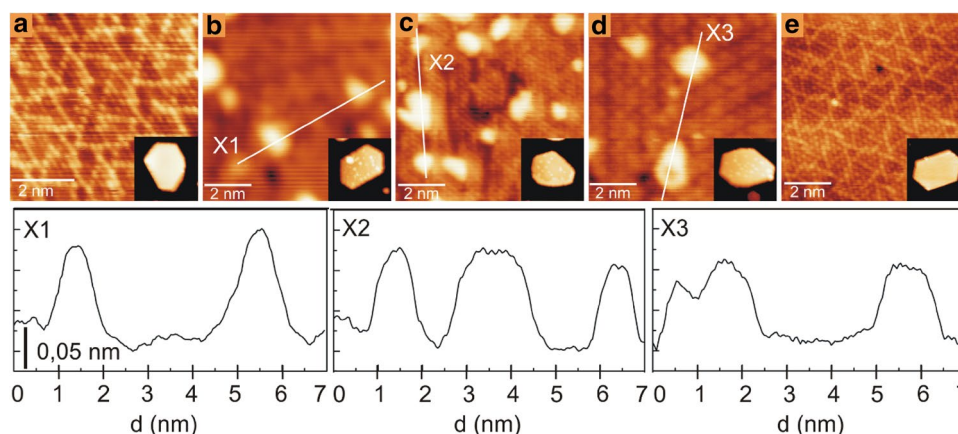 a b c d e
X1 X2 X3
2 nm 2 nm 2 nm 2 nm 2 nm
X1 X2 X3
0,05 nm
0 1 2 3 4 5 6 7 0 1 2 3 4 5 6 7 0 1 2 3 4 5 6 7
d (nm) d (nm) d (nm)